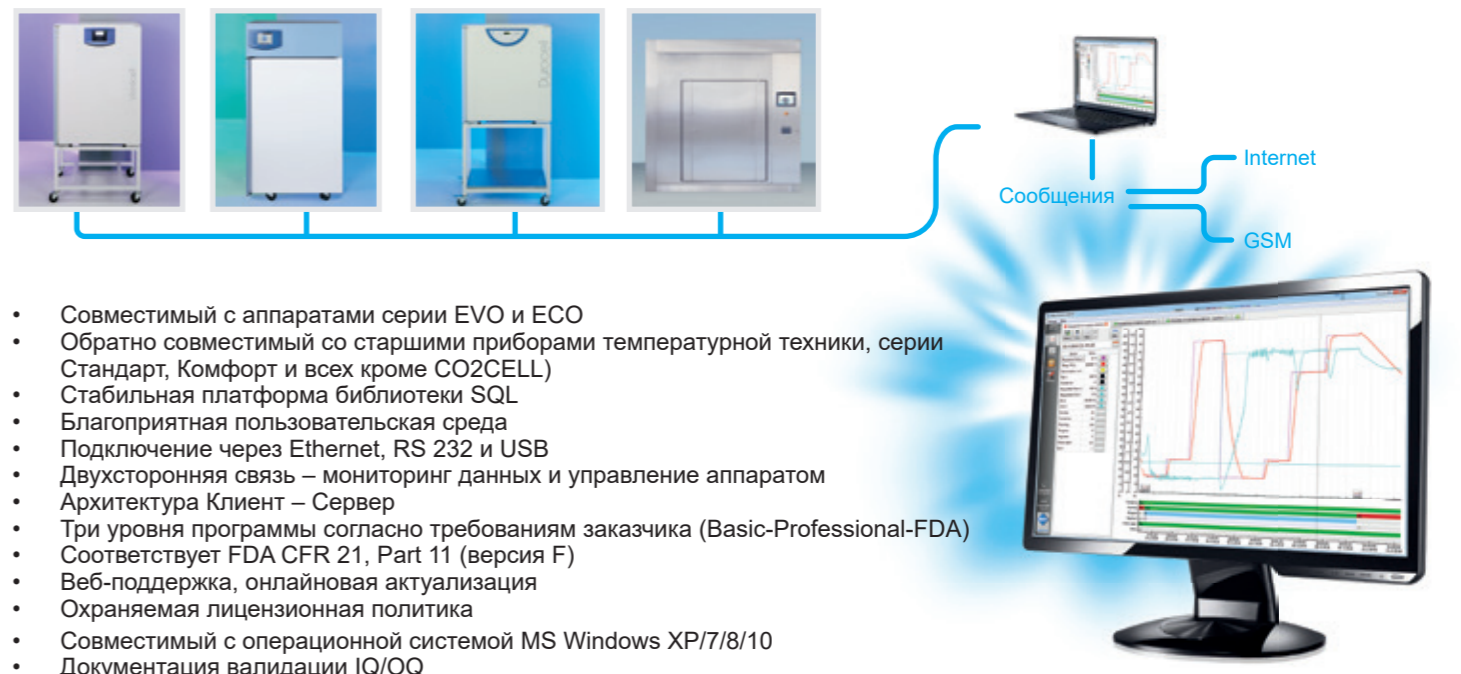 Durocell
Internet
Сообщения
GSM
• Совместимый с аппаратами серии EVO и ECO
• Обратно совместимый со старшими приборами температурной техники, серии
Стандарт, Комфорт и всех кроме CO2CELL)
• Стабильная платформа библиотеки SQL
• Благоприятная пользовательская среда
• Подключение через Ethernet, RS 232 и USB
• Двухсторонняя связь – мониторинг данных и управление аппаратом
• Архитектура Клиент – Сервер
• Три уровня программы согласно требованиям заказчика (Basic-Professional-FDA)
• Соответствует FDA CFR 21, Part 11 (версия F)
• Веб-поддержка, онлайновая актуализация
• Охраняемая лицензионная политика
• Совместимый с операционной системой MS Windows XP/7/8/10
• Документация валидации IQ/OQ